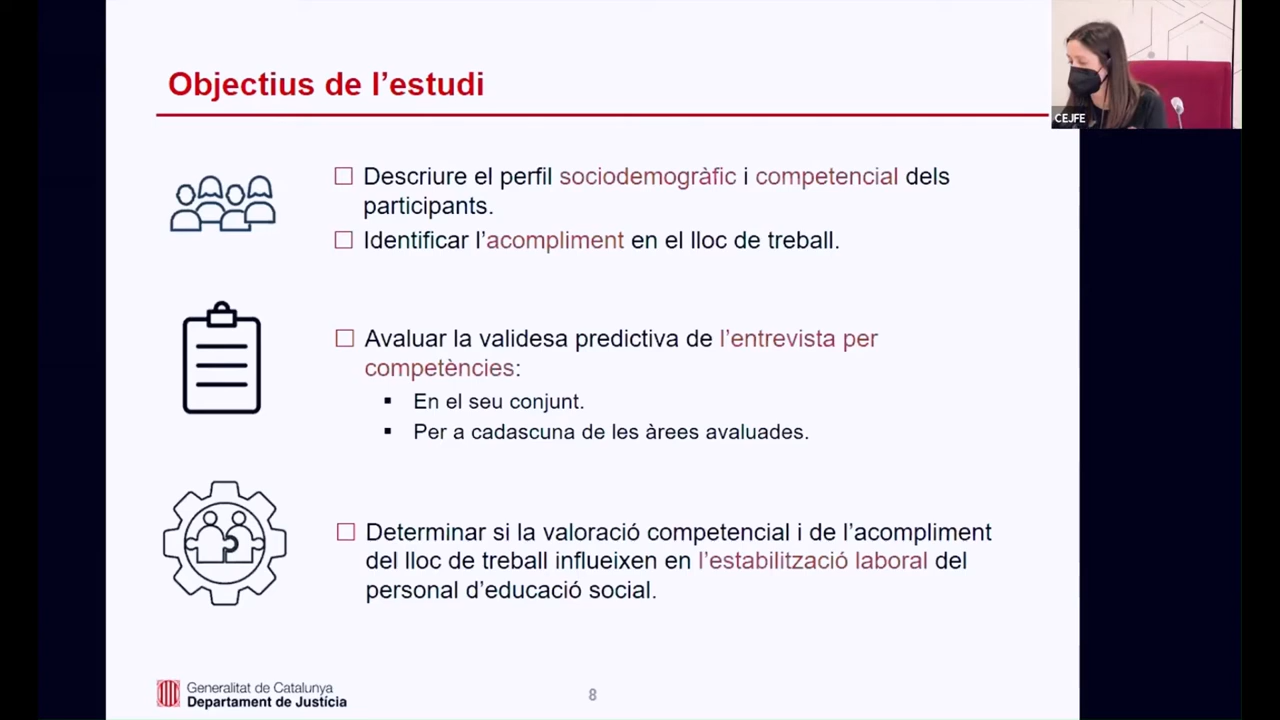 Objectius de l’estudi
CEJFE
☐ Descriure el perfil sociodemogràfic i competencial dels
participants.
☐ Identificar l’acompliment en el lloc de treball.
☐ Avaluar la validesa predictiva de l’entrevista per
competències:
▪ En el seu conjunt.
▪ Per a cadascuna de les àrees avaluades.
☐ Determinar si la valoració competencial i de l’acompliment
del lloc de treball influeixen en l’estabilització laboral del
personal d’educació social.
Generalitat de Catalunya
Departament de Justícia
8